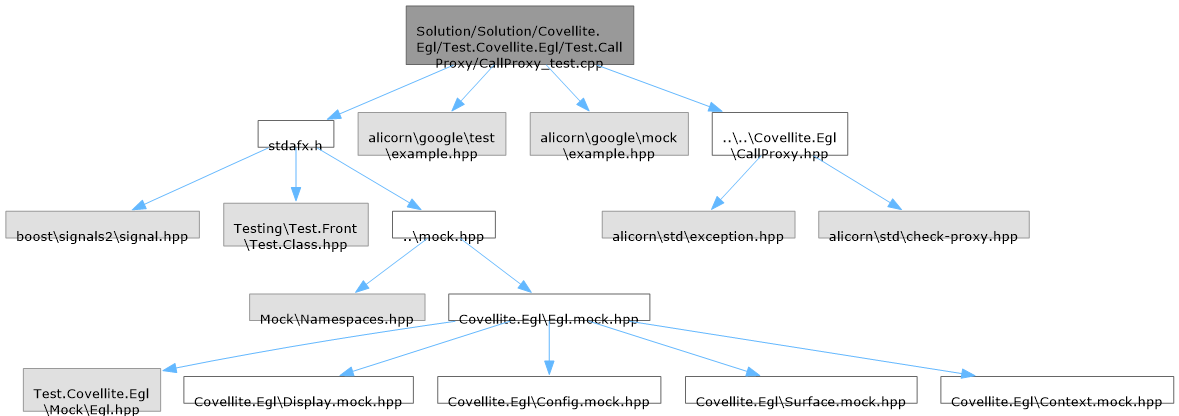 Solution/Solution/Covellite.
Egl/Test.Covellite.Egl/Test.Call
Proxy/CallProxy_test.cpp
stdafx.h
alicorn\google\test
\example.hpp
alicorn\google\mock
\example.hpp
..\..\Covellite.Egl
\CallProxy.hpp
boost\signals2\signal.hpp
Testing\Test.Front
\Test.Class.hpp
..\mock.hpp
alicorn\std\exception.hpp
alicorn\std\check-proxy.hpp
Mock\Namespaces.hpp
Covellite.Egl\Egl.mock.hpp
Test.Covellite.Egl
\Mock\Egl.hpp
Covellite.Egl\Display.mock.hpp
Covellite.Egl\Config.mock.hpp
Covellite.Egl\Surface.mock.hpp
Covellite.Egl\Context.mock.hpp